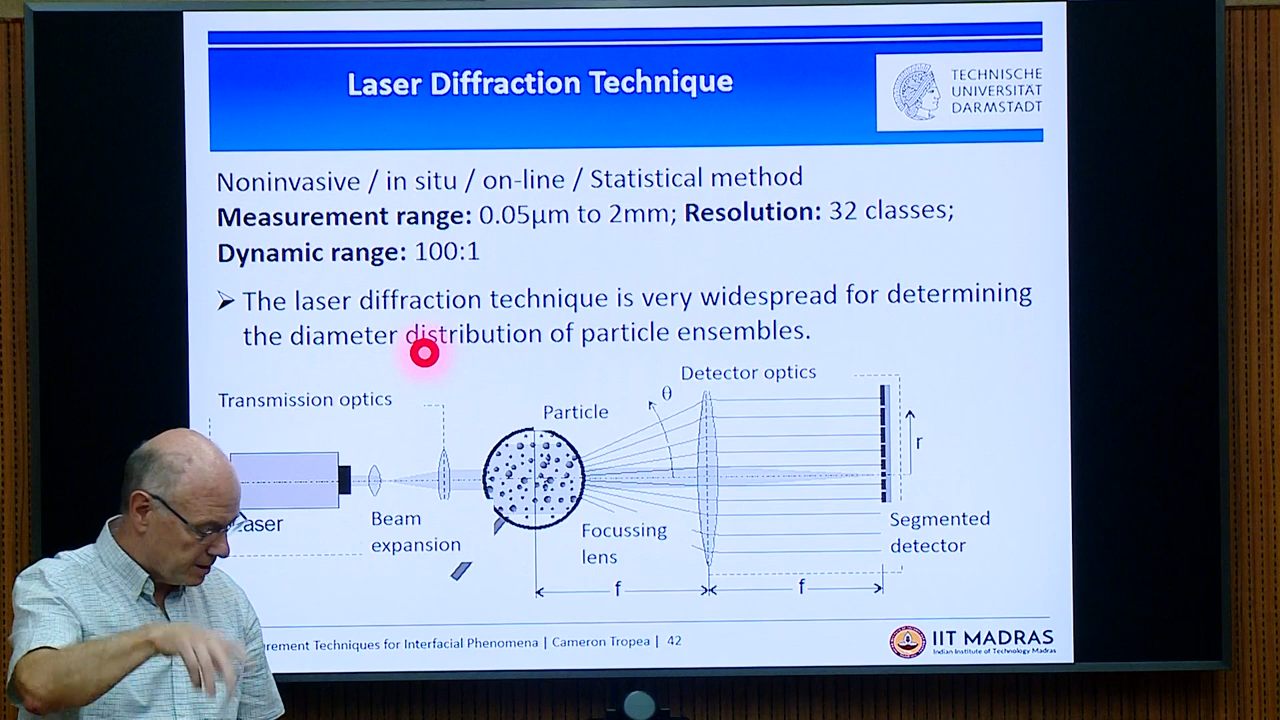 Laser Diffraction Technique
TECHNISCHE
UNIVERSITÄT
DARMSTADT
Noninvasive / in situ / on-line / Statistical method
Measurement range: 0.05µm to 2mm; Resolution: 32 classes;
Dynamic range: 100:1
➢ The laser diffraction technique is very widespread for determining
the diameter distribution of particle ensembles.
Detector optics
Transmission optics
θ
Particle
r
aser
Beam
expansion
Focussing
lens
Segmented
detector
f
f
urement Techniques for Interfacial Phenomena | Cameron Tropea | 42
IIT MADRAS
Indian Institute of Technology Madras